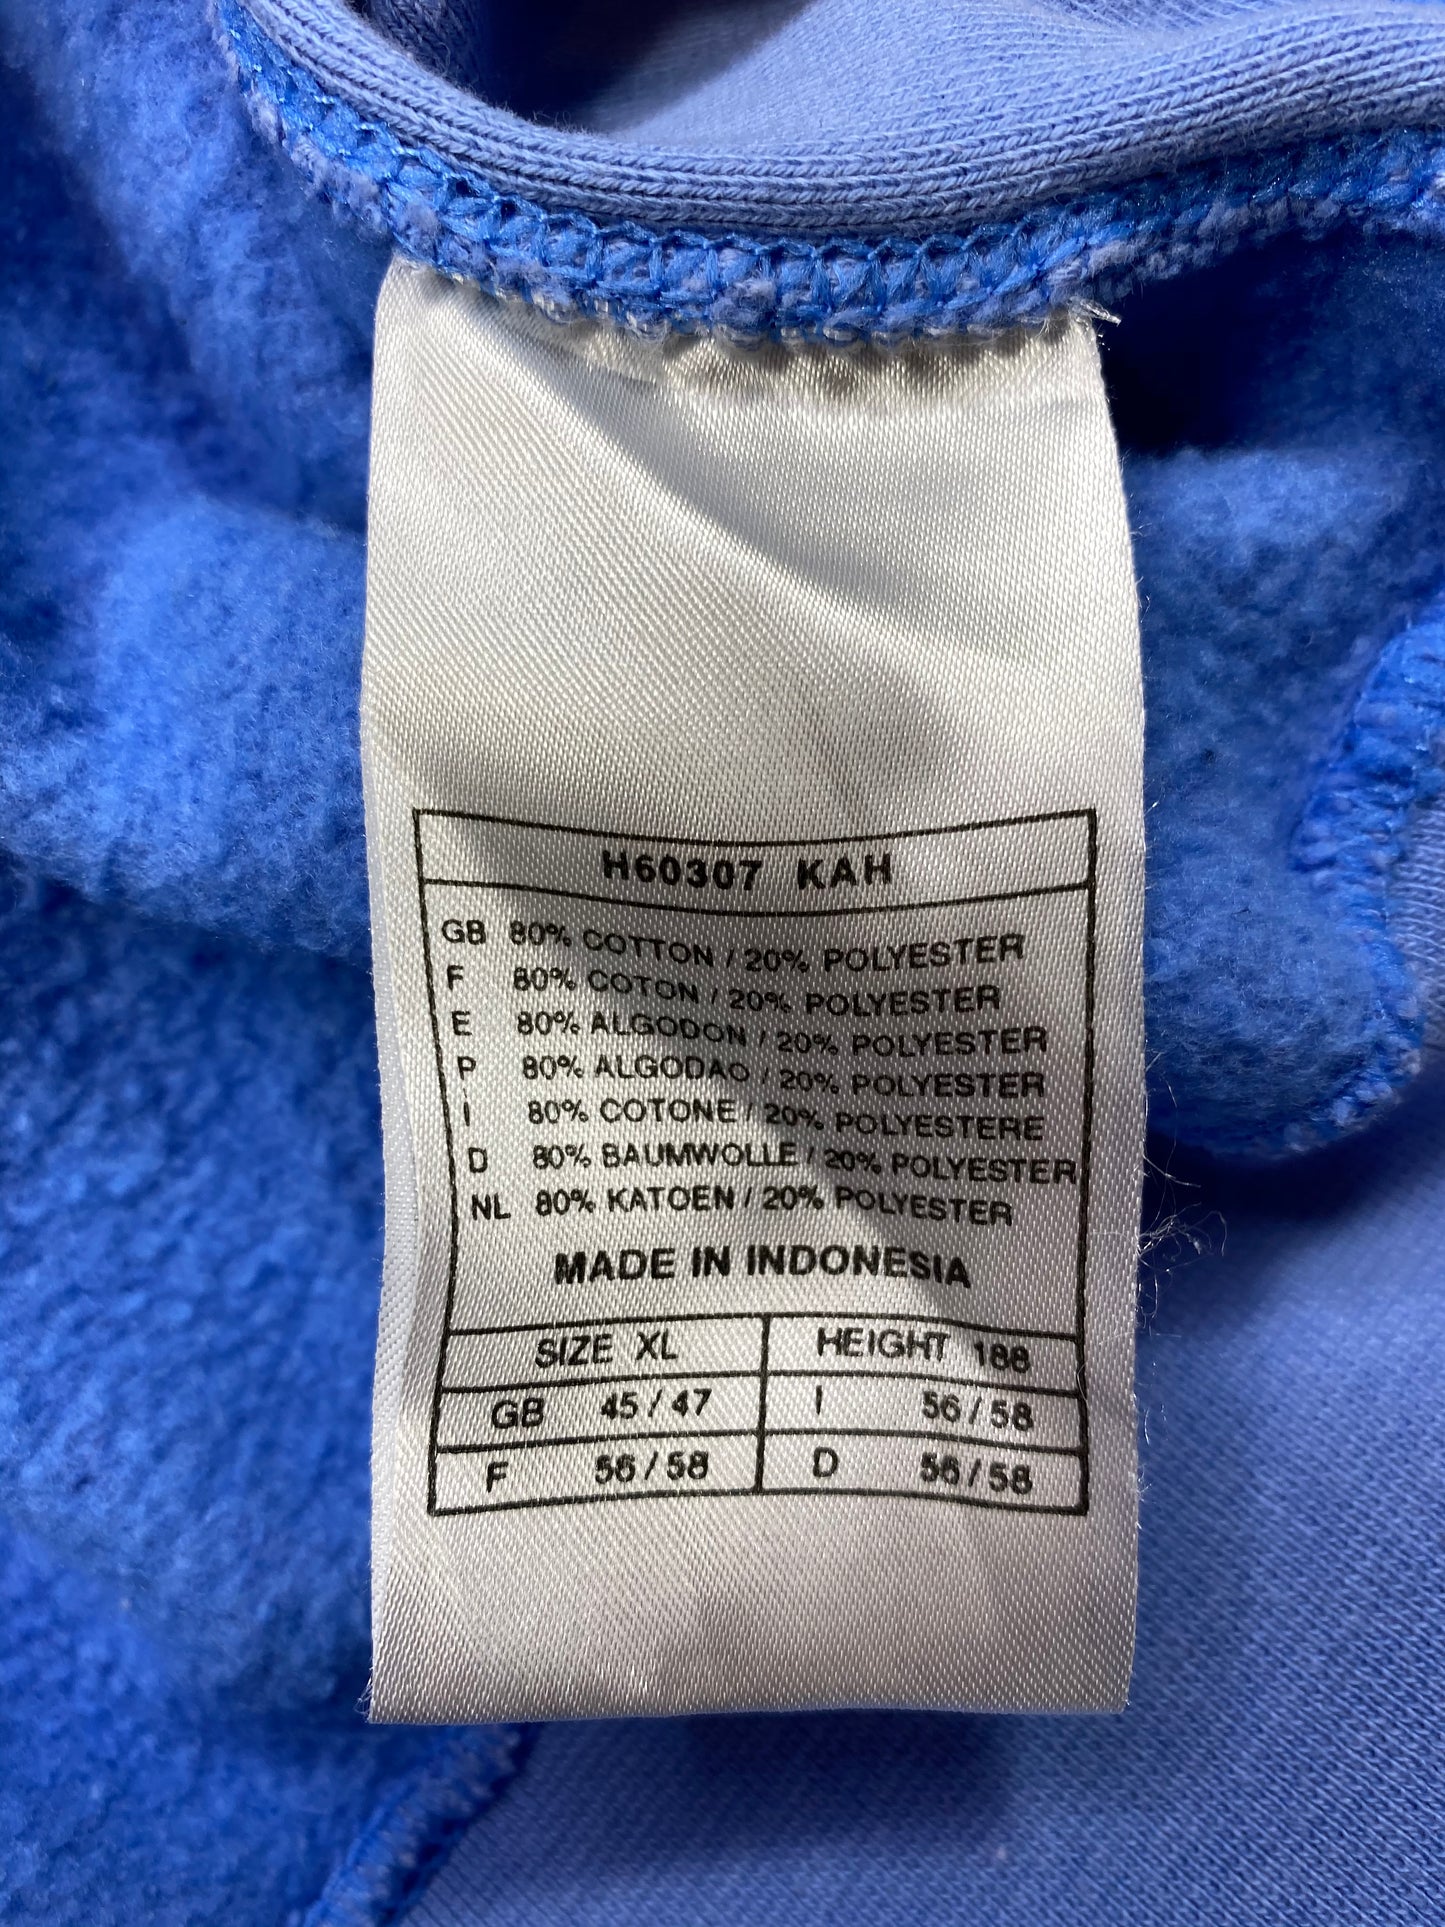 H60307 KAH
GB 80% COTTON / 20% POLYESTER
F 80% COTON / 20% POLYESTER
E 80% ALGODON / 20% POLYESTER
P 80% ALGODAO / 20% POLYESTER
I 80% COTONE / 20% POLYESTERE
D 80% BAUMWOLLE / 20% POLYESTER
NL 80% KATOEN / 20% POLYESTER
MADE IN INDONESIA
SIZE XL HEIGHT 188
GB 45 / 47 I 56 / 58
F 56 / 58 D 56 / 58